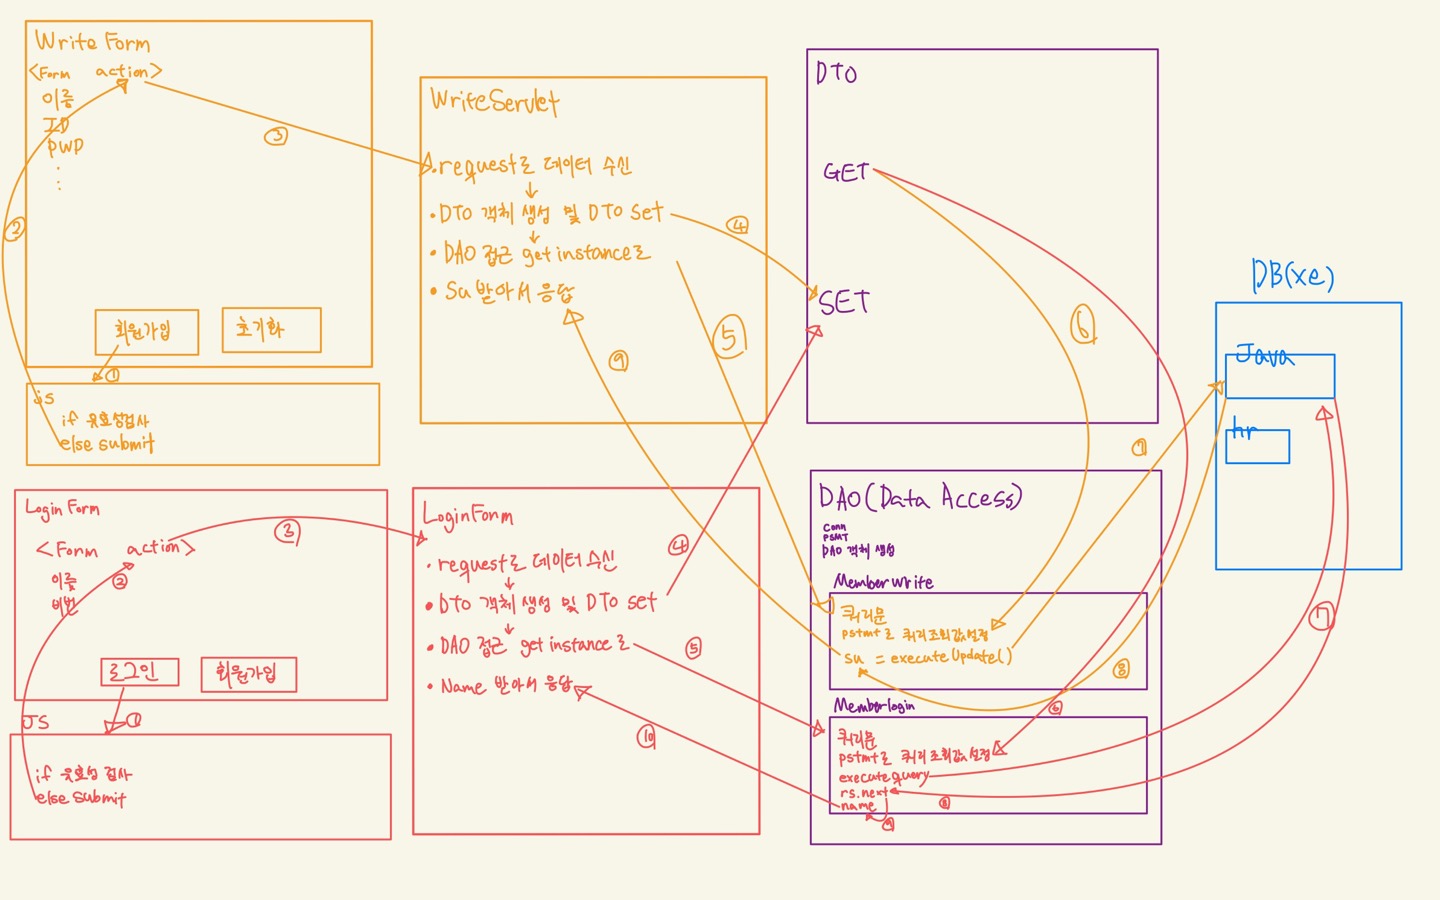 Write Form
<Form action>
이름
ID
PWD
:
:
회원가입
초기화
①
②
③
js
if 유효성검사
else submit
WriteServlet
• request로 데이터 수신
↓
• DTO 객체 생성 및 DTO set
↓
• DAO 접근 get instance로
• Su 받아서 응답
④
⑤
⑨
DTO
GET
SET
⑥
DB(xe)
Java
hr
⑦
⑧
Login Form
<Form action>
이름
비번
로그인
회원가입
①
②
③
JS
if 유효성 검사
else submit
LoginForm
• request로 데이터 수신
↓
• DTO 객체 생성 및 DTO set
↓
• DAO 접근 get instance로
• Name 받아서 응답
④
⑤
⑩
DAO(Data Access)
Conn
PSMT
DAO 객체 생성
MemberWrite
쿼리문
pstmt로 쿼리조회값설정
su = executeUpdate()
Memberlogin
쿼리문
pstmt로 쿼리조회값설정
executequery
rs.next
name
⑥
⑦
⑧
⑨